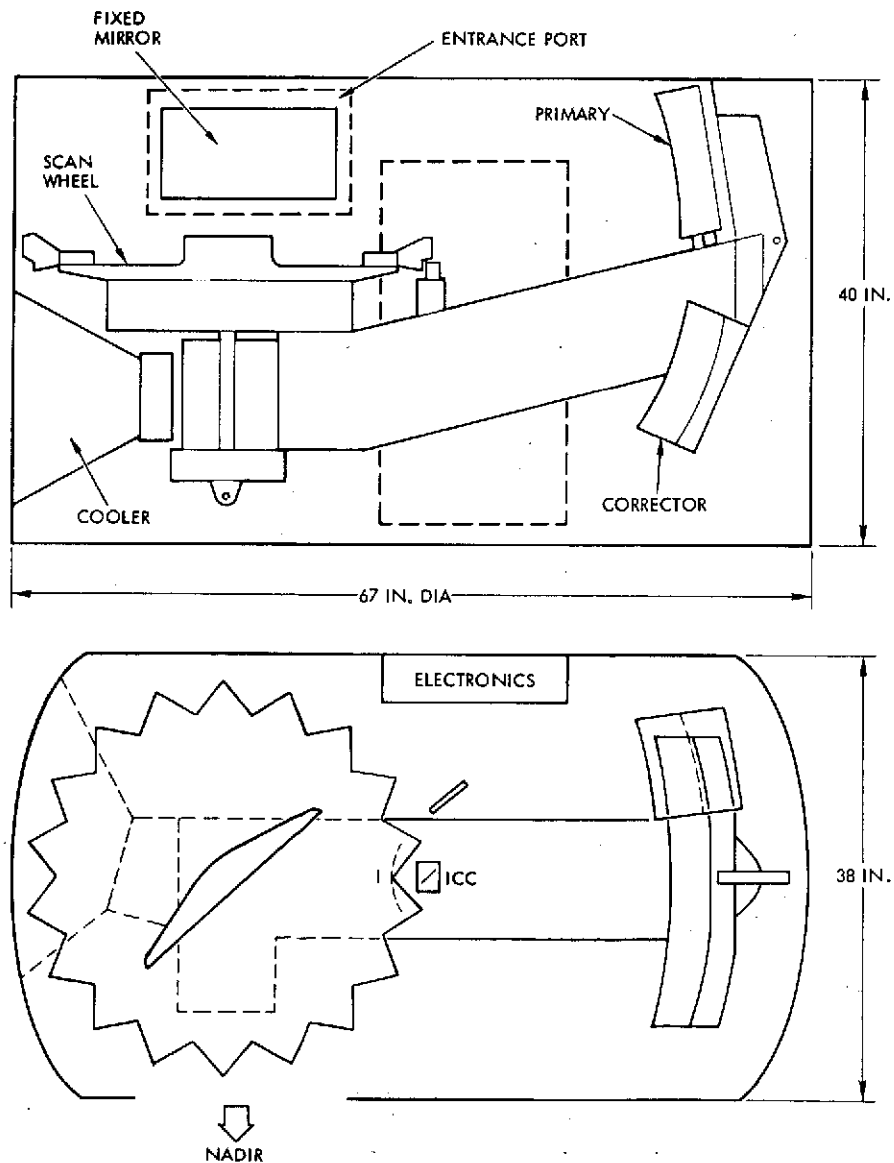 FIXED
MIRROR
ENTRANCE PORT
PRIMARY
SCAN
WHEEL
40 IN.
COOLER
CORRECTOR
67 IN. DIA
ELECTRONICS
I
ICC
38 IN.
NADIR